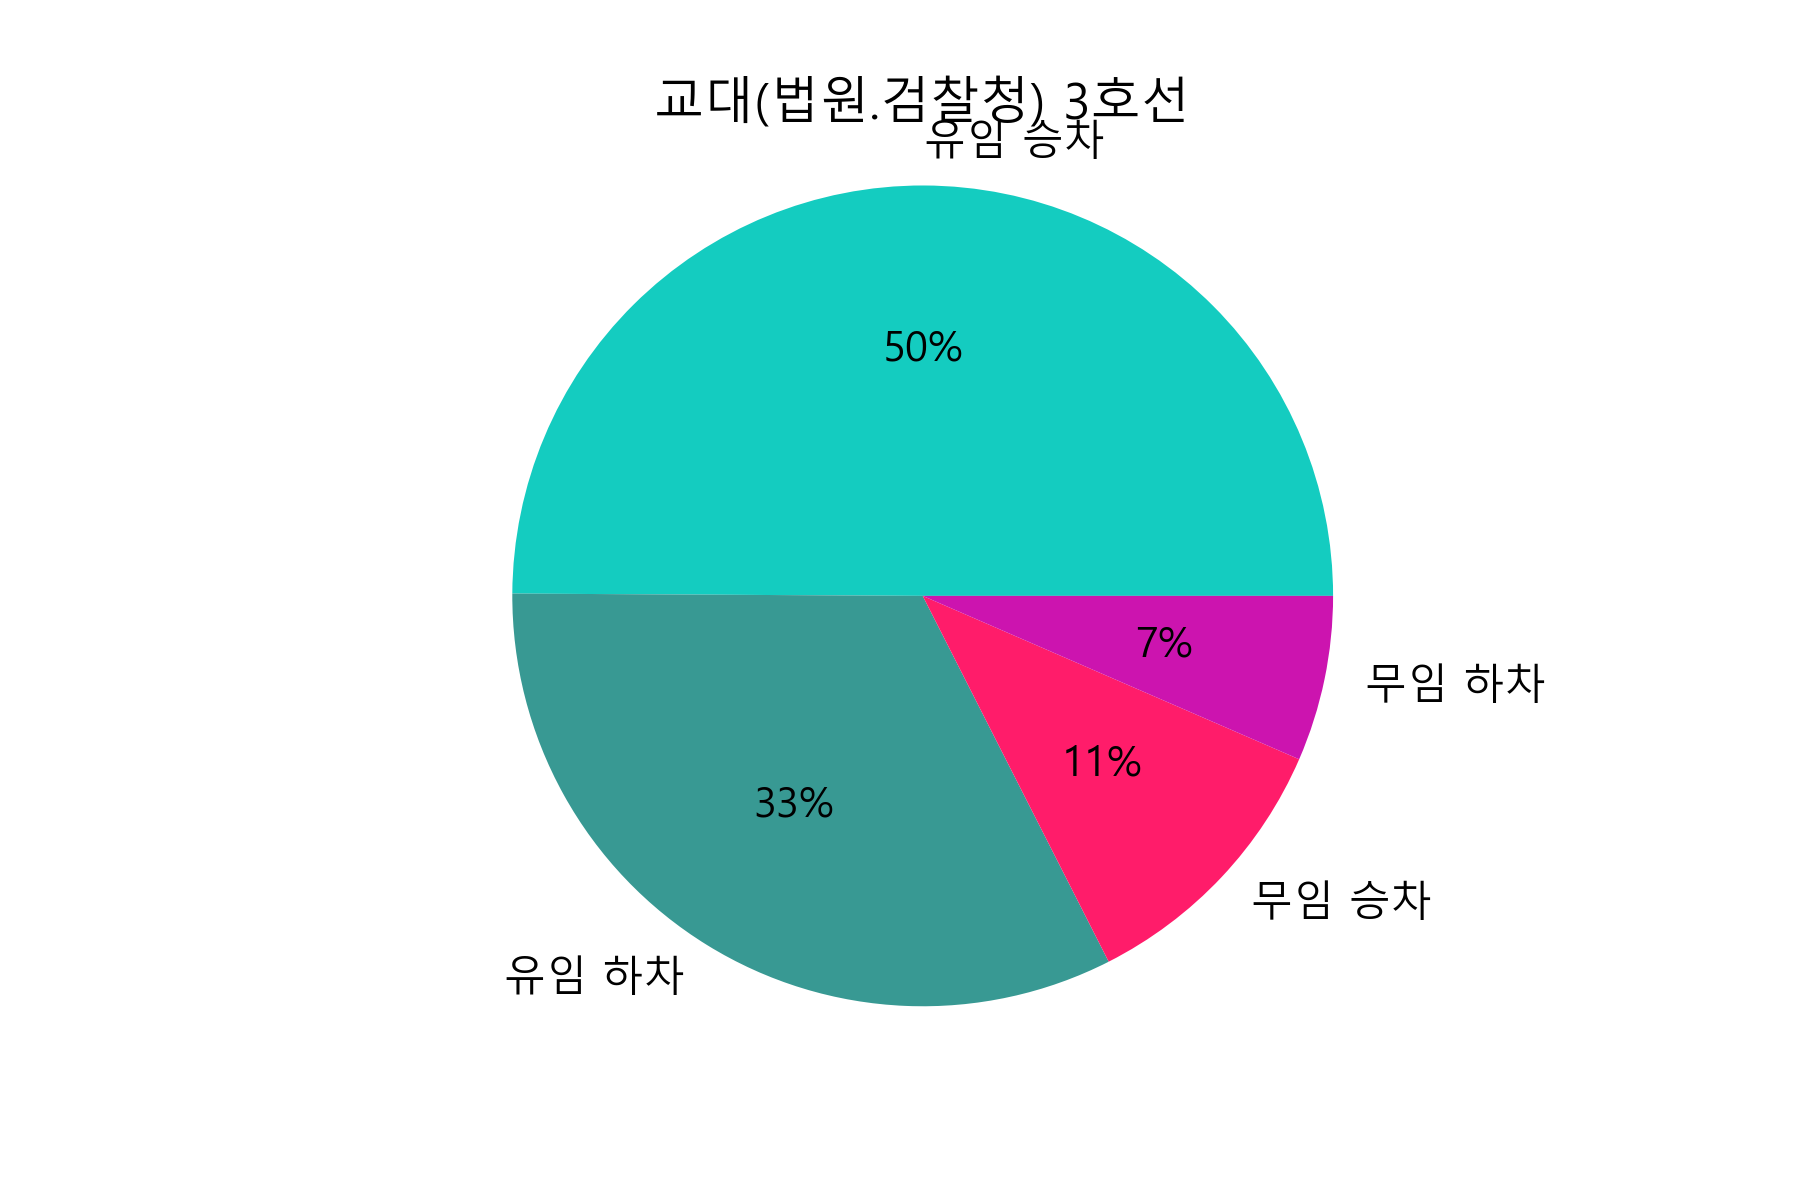 교대(법원.검찰청) 3호선
유임 승차
50%
7%
무임 하차
11%
33%
무임 승차
유임 하차